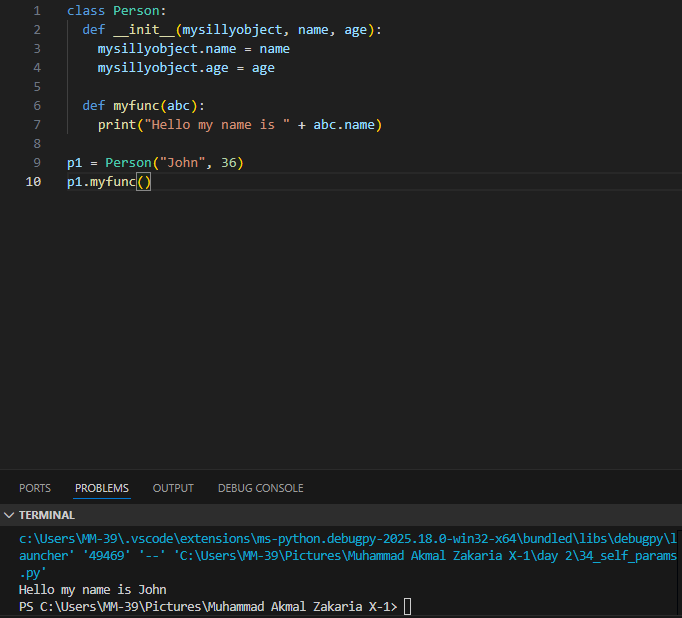 1 class Person:
2   def __init__(mysillyobject, name, age):
3     mysillyobject.name = name
4     mysillyobject.age = age
5
6   def myfunc(abc):
7     print("Hello my name is " + abc.name)
8
9 p1 = Person("John", 36)
10 p1.myfunc()
PORTS PROBLEMS OUTPUT DEBUG CONSOLE
TERMINAL
c:\Users\MM-39\.vscode\extensions\ms-python.debugpy-2025.18.0-win32-x64\bundled\libs\debugpy\l
auncher' '49469' '--' 'C:\Users\MM-39\Pictures\Muhammad Akmal Zakaria X-1\day 2\34_self_params
.py'
Hello my name is John
PS C:\Users\MM-39\Pictures\Muhammad Akmal Zakaria X-1>